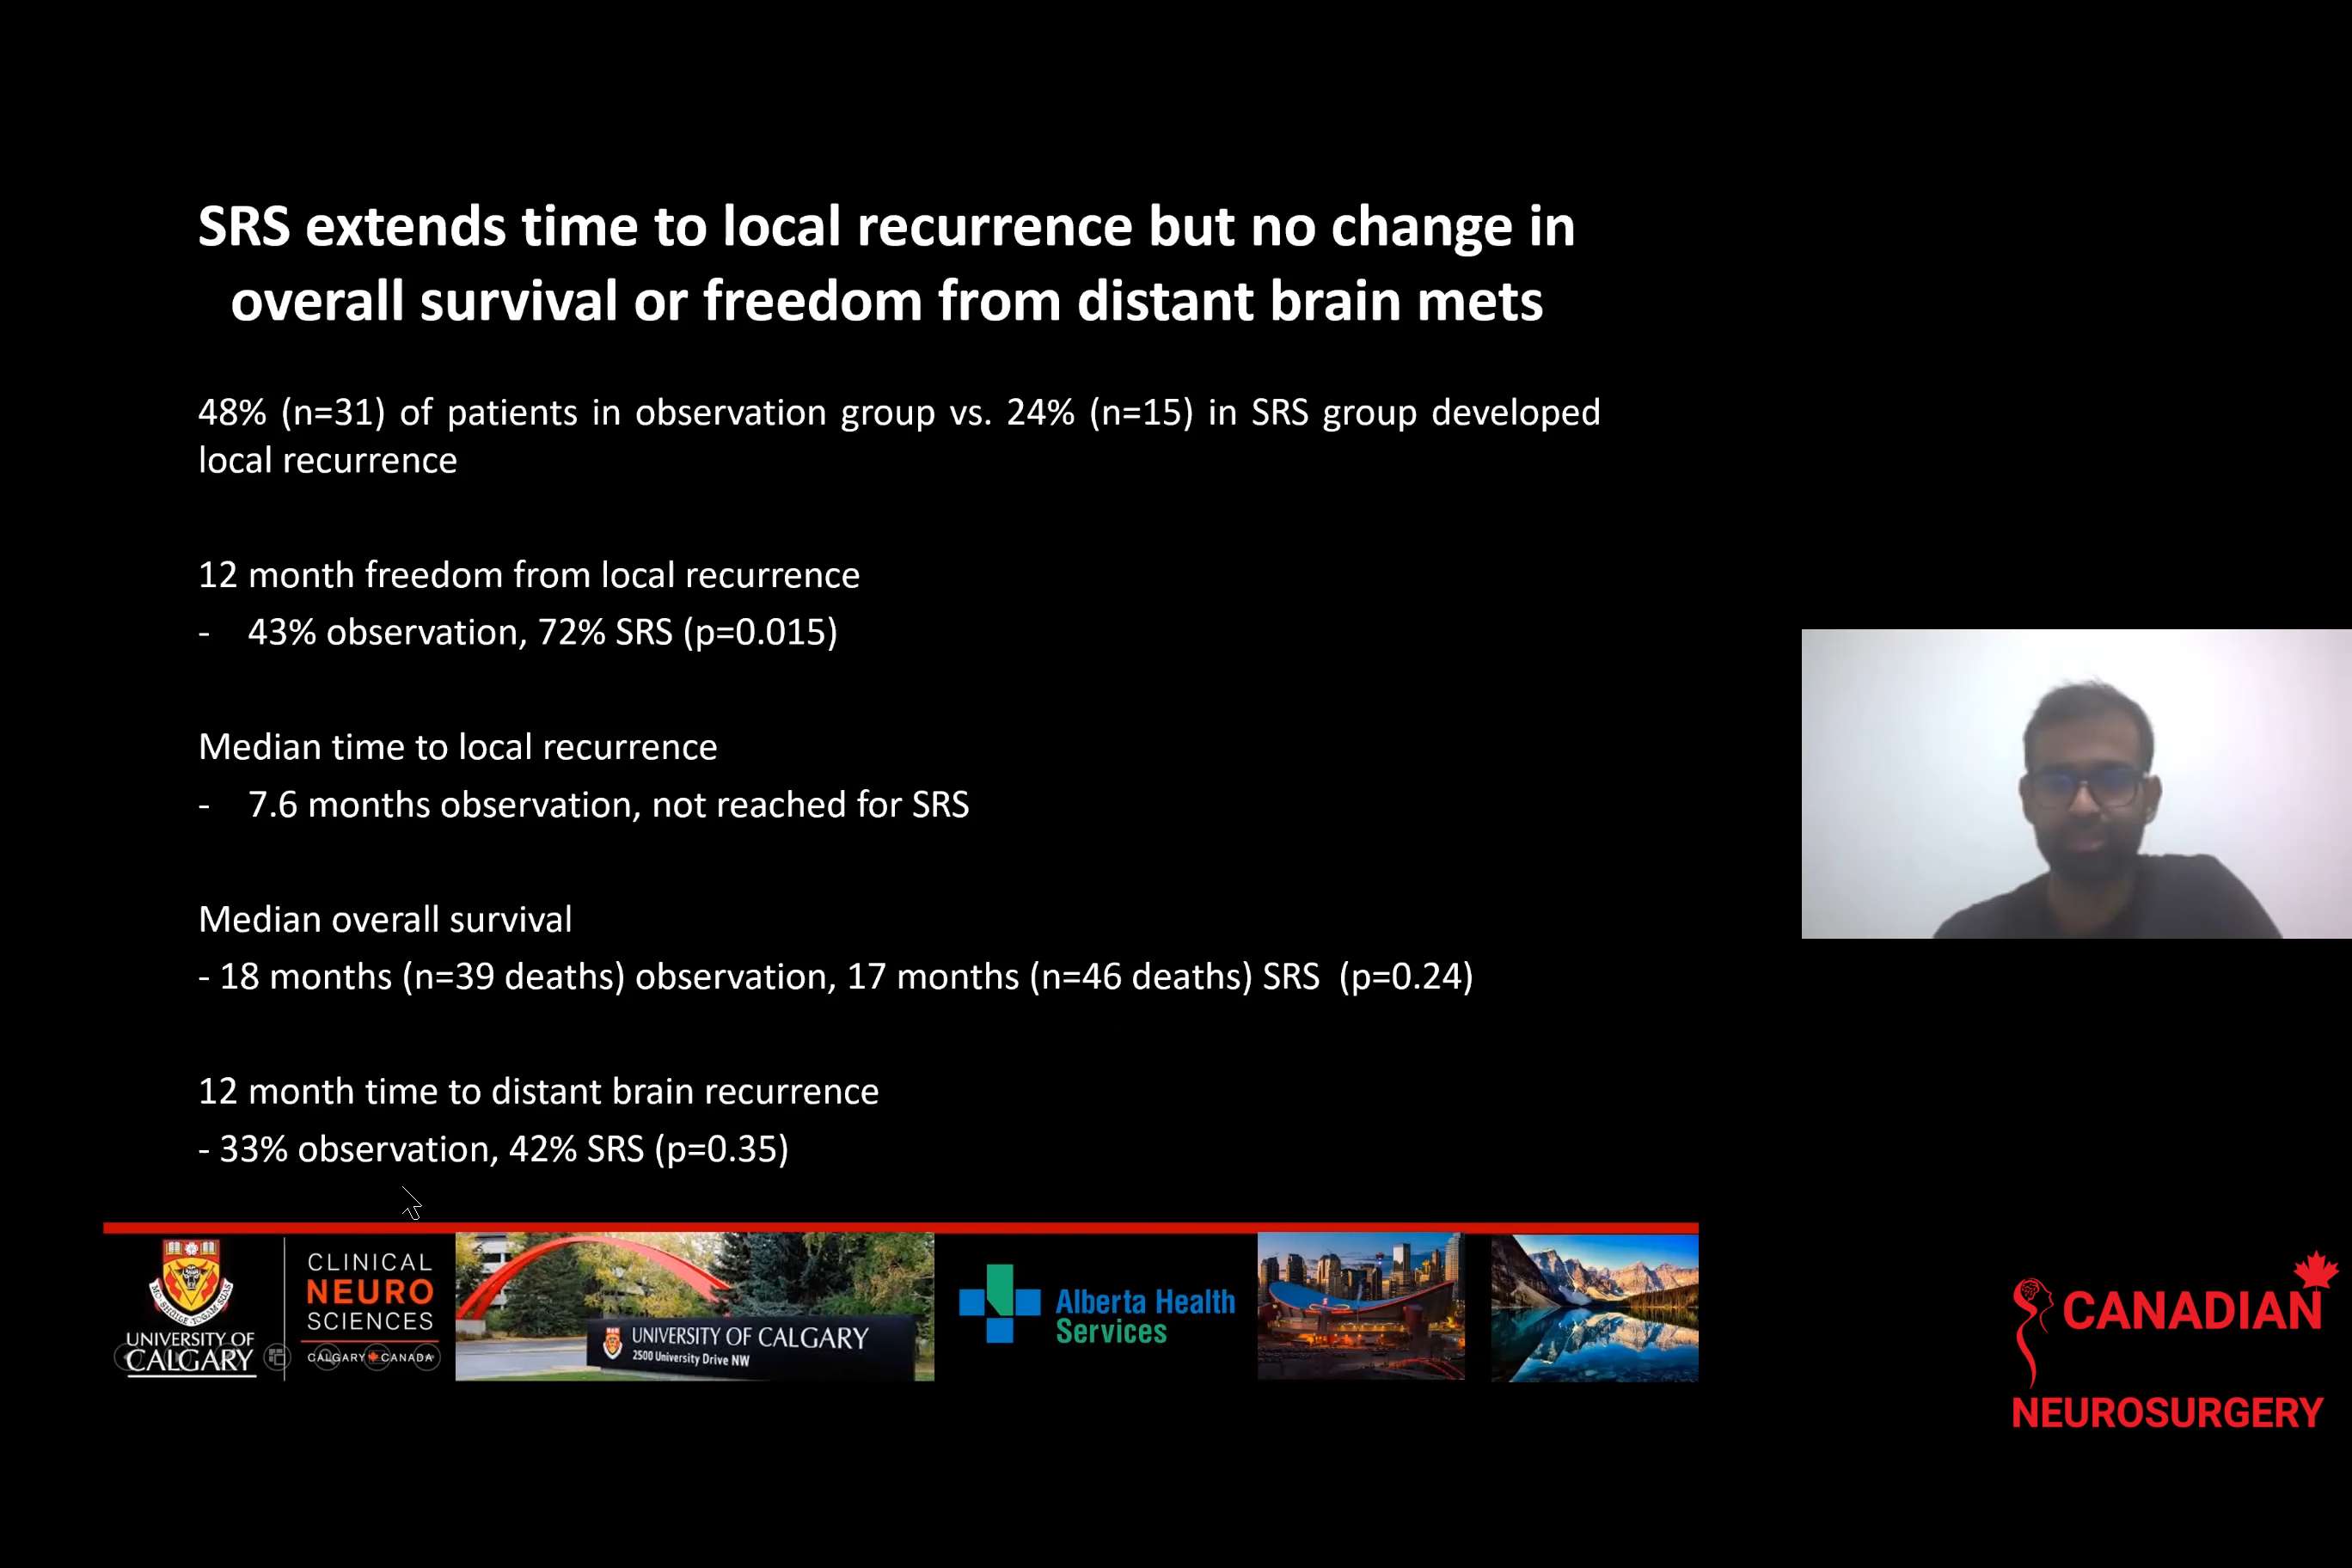 SRS extends time to local recurrence but no change in
overall survival or freedom from distant brain mets
48% (n=31) of patients in observation group vs. 24% (n=15) in SRS group developed
local recurrence
12 month freedom from local recurrence
- 43% observation, 72% SRS (p=0.015)
Median time to local recurrence
- 7.6 months observation, not reached for SRS
Median overall survival
- 18 months (n=39 deaths) observation, 17 months (n=46 deaths) SRS (p=0.24)
12 month time to distant brain recurrence
- 33% observation, 42% SRS (p=0.35)
UNIVERSITY OF
CALGARY
CLINICAL
NEURO
SCIENCES
CALGARY CANADA
UNIVERSITY OF CALGARY
2500 University Drive NW
Alberta Health
Services
CANADIAN
NEUROSURGERY